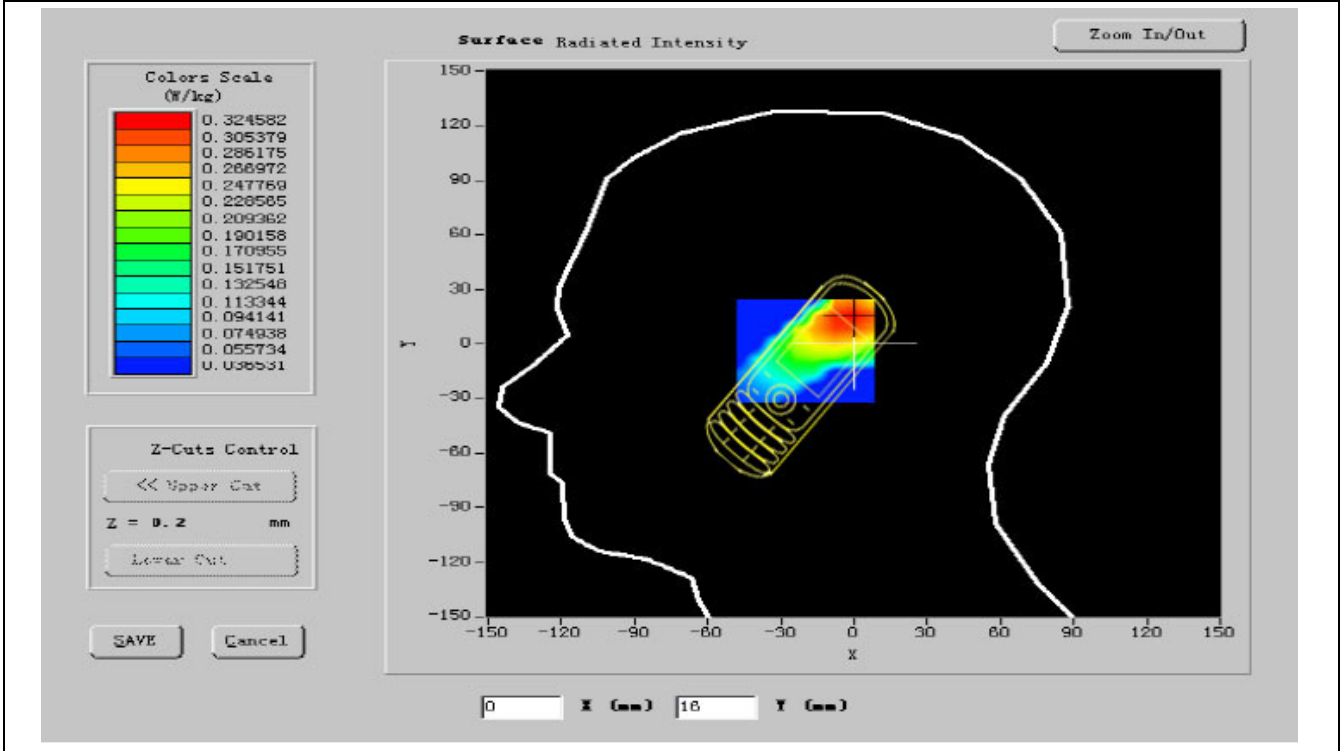 Surface Radiated Intensity
Zoom In/Out
Colors Scale
(W/kg)
0.324582
0.305379
0.286175
0.266972
0.247769
0.228565
0.209362
0.190158
0.170955
0.151751
0.132548
0.113344
0.094141
0.074938
0.055734
0.036531
Z-Cuts Control
<< Upper Cut
Z = 0.2 mm
Lower Cut
SAVE
Cancel
150
120
90
60
30
0
-30
-60
-90
-120
-150
Y
-150 -120 -90 -60 -30 0 30 60 90 120 150
X
0 X (mm) 16 Y (mm)